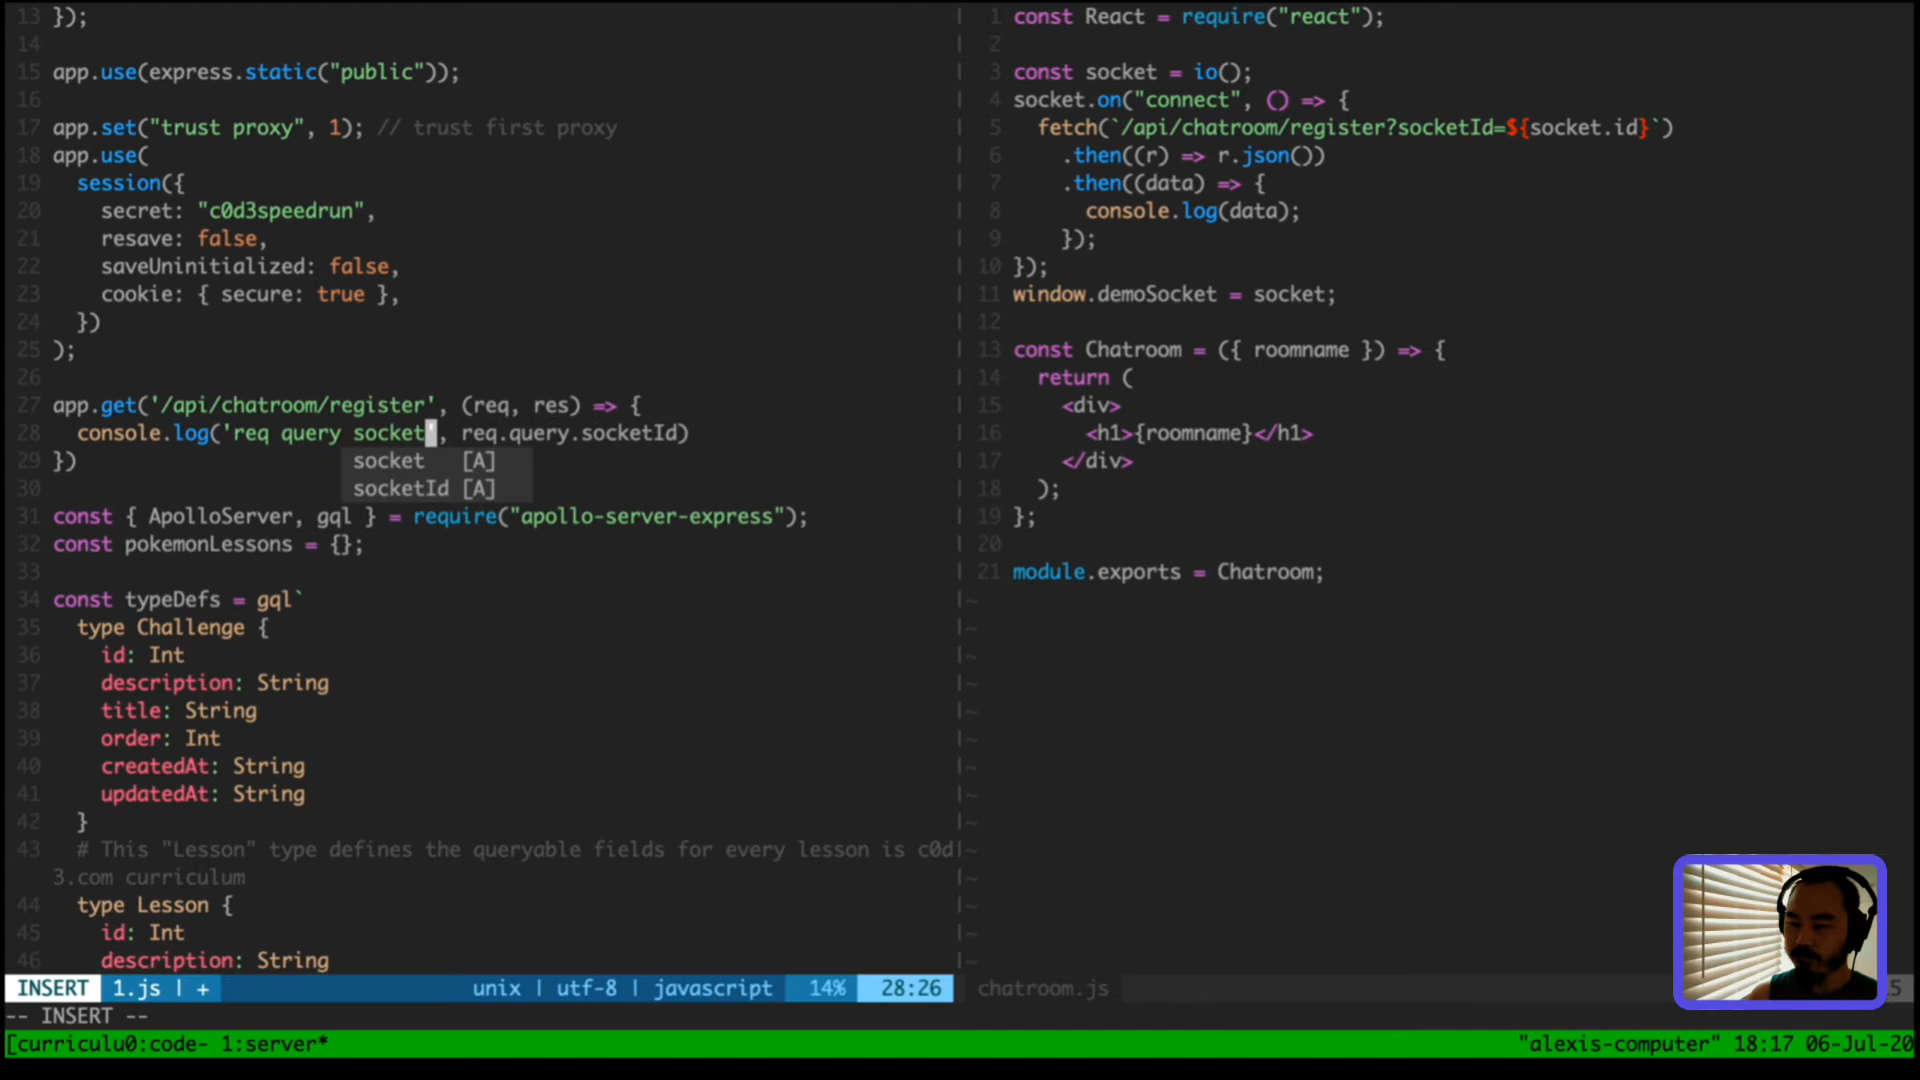 13 });
14
15 app.use(express.static("public"));
16
17 app.set("trust proxy", 1); // trust first proxy
18 app.use(
19   session({
20     secret: "c0d3speedrun",
21     resave: false,
22     saveUninitialized: false,
23     cookie: { secure: true },
24   })
25 );
26
27 app.get('/api/chatroom/register', (req, res) => {
28   console.log('req query socket', req.query.socketId)
socket [A]
socketId [A]
29 })
30
31 const { ApolloServer, gql } = require("apollo-server-express");
32 const pokemonLessons = {};
33
34 const typeDefs = gql`
35   type Challenge {
36     id: Int
37     description: String
38     title: String
39     order: Int
40     createdAt: String
41     updatedAt: String
42   }
43   # This "Lesson" type defines the queryable fields for every lesson is c0d
3.com curriculum
44   type Lesson {
45     id: Int
46     description: String
INSERT 1.js | + unix | utf-8 | javascript 14% 28:26
1 const React = require("react");
2
3 const socket = io();
4 socket.on("connect", () => {
5   fetch(`/api/chatroom/register?socketId=${socket.id}`)
6     .then((r) => r.json())
7     .then((data) => {
8       console.log(data);
9     });
10 });
11 window.demoSocket = socket;
12
13 const Chatroom = ({ roomname }) => {
14   return (
15     <div>
16       <h1>{roomname}</h1>
17     </div>
18   );
19 };
20
21 module.exports = Chatroom;
~
~
~
~
~
~
~
~
~
~
~
~
~
~
chatroom.js
-- INSERT --
[curriculu0:code- 1:server* "alexis-computer" 18:17 06-Jul-20